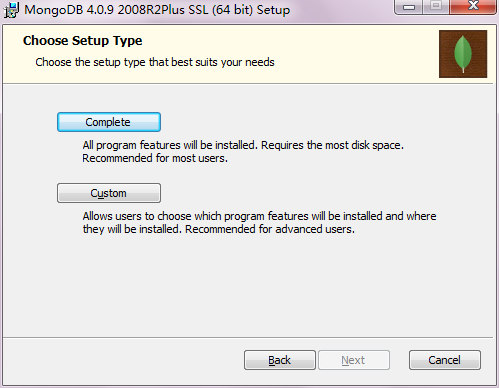 MongoDB 4.0.9 2008R2Plus SSL (64 bit) Setup
Choose Setup Type
Choose the setup type that best suits your needs
Complete
All program features will be installed. Requires the most disk space.
Recommended for most users.
Custom
Allows users to choose which program features will be installed and where
they will be installed. Recommended for advanced users.
Back Next Cancel